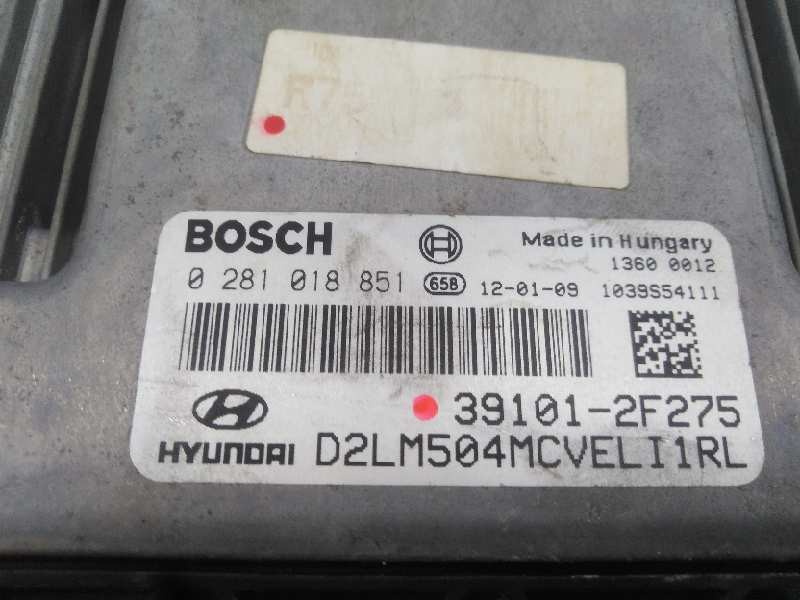 BOSCH
Made in Hungary
1360 0012
0 281 018 851 658 12-01-09 1039S54111
39101-2F275
HYUNDAI D2LM504MCVELI1RL